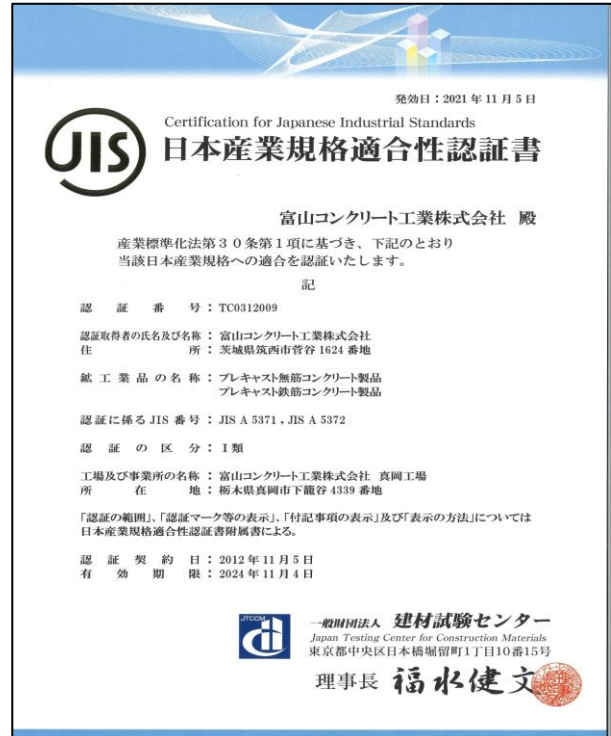 発効日：2021年11月5日
JIS
Certification for Japanese Industrial Standards
日本産業規格適合性認証書
富山コンクリート工業株式会社 殿
産業標準化法第３０条第１項に基づき、下記のとおり
当該日本産業規格への適合を認証いたします。
記
認証番号：TC0312009
認証取得者の氏名及び名称：富山コンクリート工業株式会社
住所：茨城県筑西市菅谷 1624 番地
鉱工業品の名称：プレキャスト無筋コンクリート製品
プレキャスト鉄筋コンクリート製品
認証に係る JIS 番号：JIS A 5371 , JIS A 5372
認証の区分：Ⅰ類
工場及び事業所の名称：富山コンクリート工業株式会社 真岡工場
所在地：栃木県真岡市下籠谷 4339 番地
「認証の範囲」、「認証マーク等の表示」、「付記事項の表示」及び「表示の方法」については
日本産業規格適合性認証書附属書による。
認証契約日：2012年11月5日
有効期限：2024年11月4日
JTCCM
一般財団法人 建材試験センター
Japan Testing Center for Construction Materials
東京都中央区日本橋堀留町1丁目10番15号
理事長 福水健文